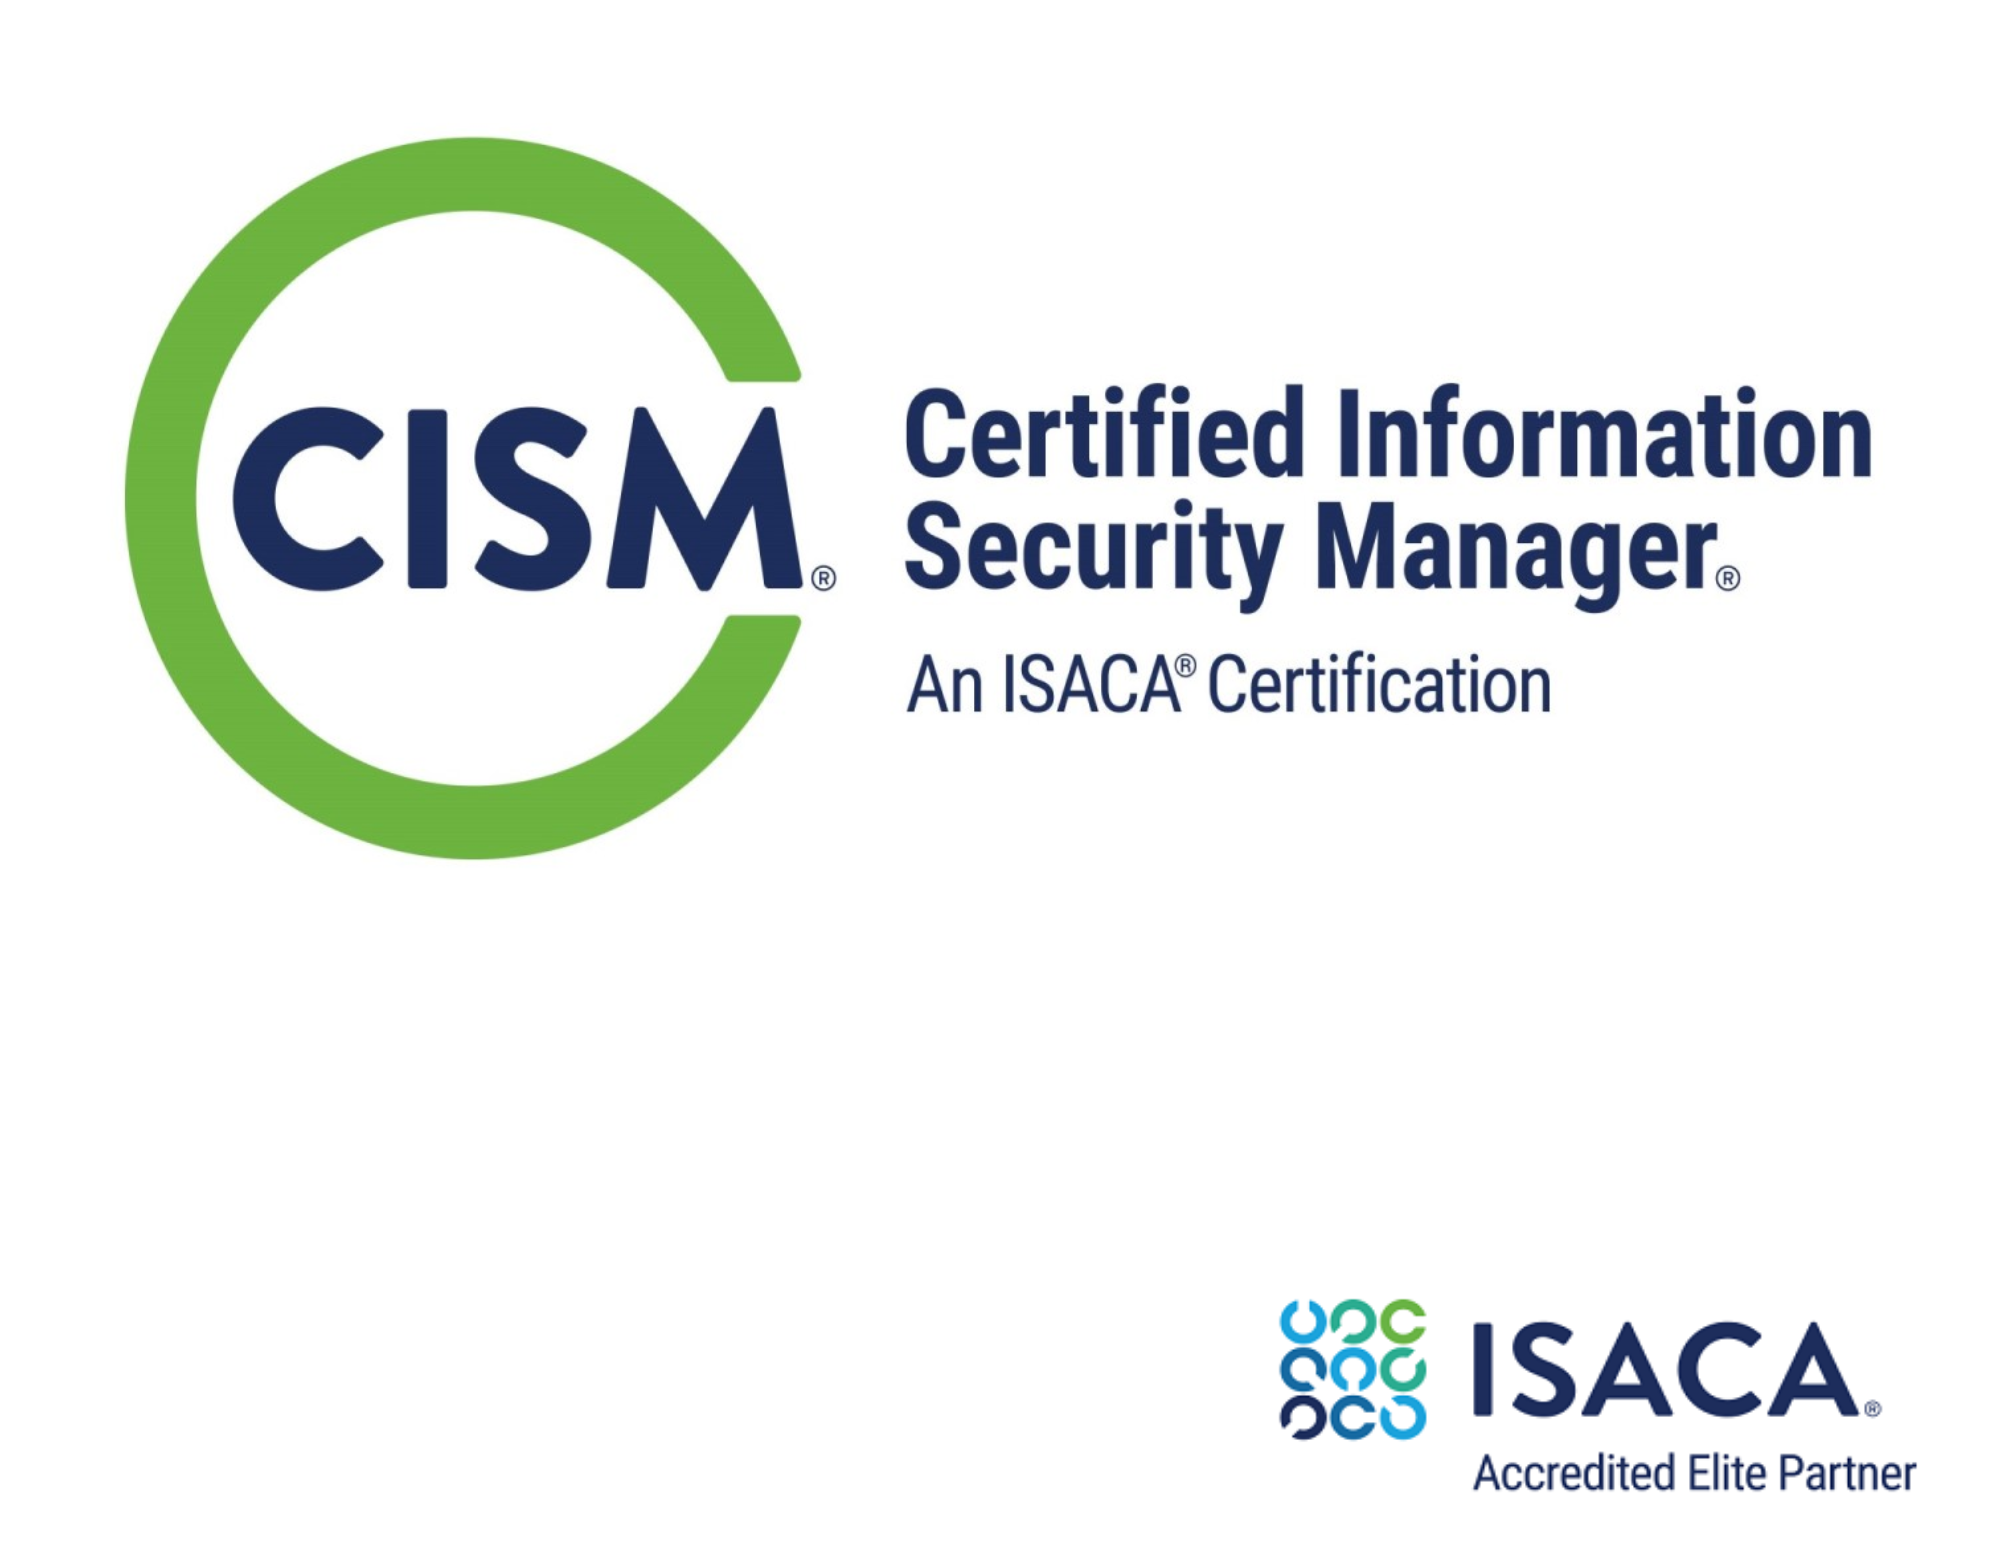 CISM®
Certified Information
Security Manager®
An ISACA® Certification
ISACA®
Accredited Elite Partner